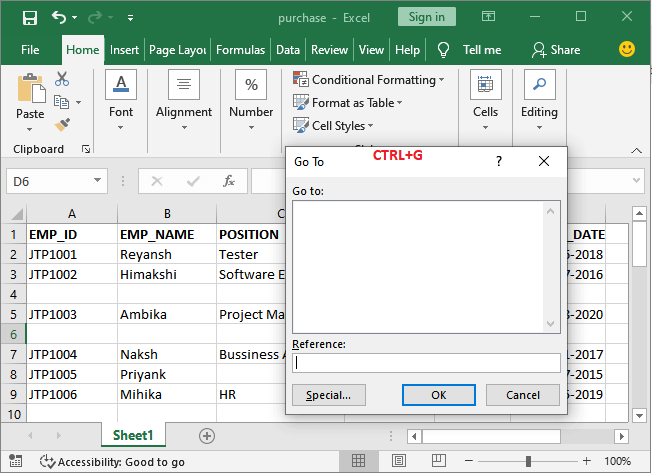 purchase - Excel
Sign in
File Home Insert Page Layou Formulas Data Review View Help Tell me Share
Paste
Clipboard
Font
Alignment
Number
Conditional Formatting
Format as Table
Cell Styles
Cells
Editing
D6
fx
Go To CTRL+G ? ✕
Go to:
Reference:
Special... OK Cancel
A B C
1 EMP_ID EMP_NAME POSITION _DATE
2 JTP1001 Reyansh Tester 5-2018
3 JTP1002 Himakshi Software E 7-2016
4
5 JTP1003 Ambika Project Ma 3-2020
6
7 JTP1004 Naksh Bussiness A 1-2017
8 JTP1005 Priyank 7-2015
9 JTP1006 Mihika HR 5-2019
10
Sheet1
Accessibility: Good to go
100%